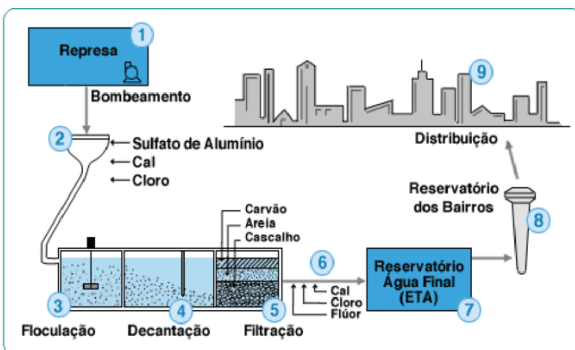 1
Represa
Bombeamento
2
Sulfato de Alumínio
Cal
Cloro
3
Floculação
4
Decantação
Carvão
Areia
Cascalho
5
Filtração
6
Cal
Cloro
Flúor
Reservatório
Água Final
(ETA)
7
Reservatório
dos Bairros
8
9
Distribuição